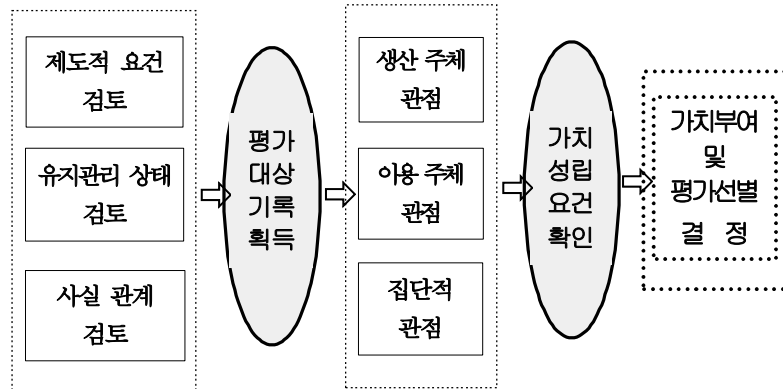 제도적 요건
검토
유지관리 상태
검토
사실 관계
검토
평가
대상
기록
획득
생산 주체
관점
이용 주체
관점
집단적
관점
가치
성립
요건
확인
가치부여
및
평가선별
결 정